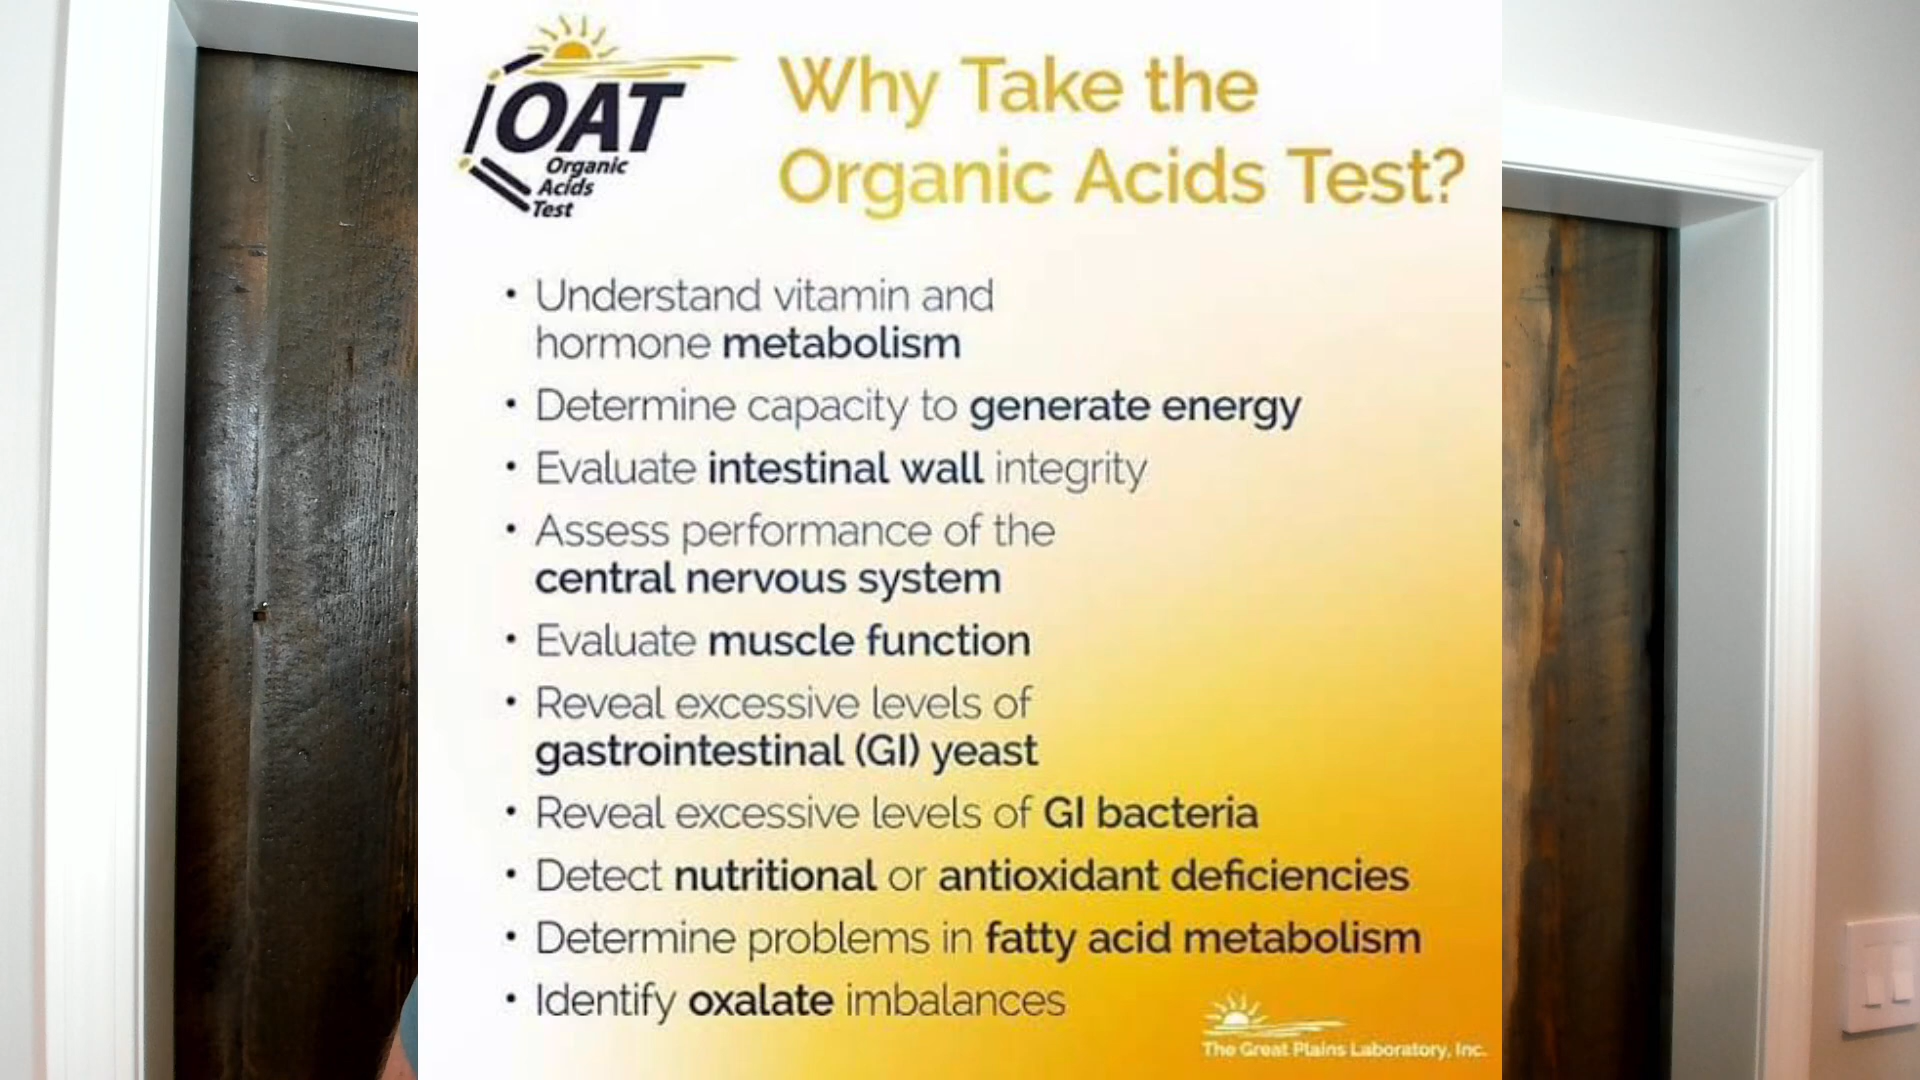 OAT
Organic
Acids
Test
Why Take the
Organic Acids Test?
• Understand vitamin and
hormone metabolism
• Determine capacity to generate energy
• Evaluate intestinal wall integrity
• Assess performance of the
central nervous system
• Evaluate muscle function
• Reveal excessive levels of
gastrointestinal (GI) yeast
• Reveal excessive levels of GI bacteria
• Detect nutritional or antioxidant deficiencies
• Determine problems in fatty acid metabolism
• Identify oxalate imbalances
The Great Plains Laboratory, Inc.